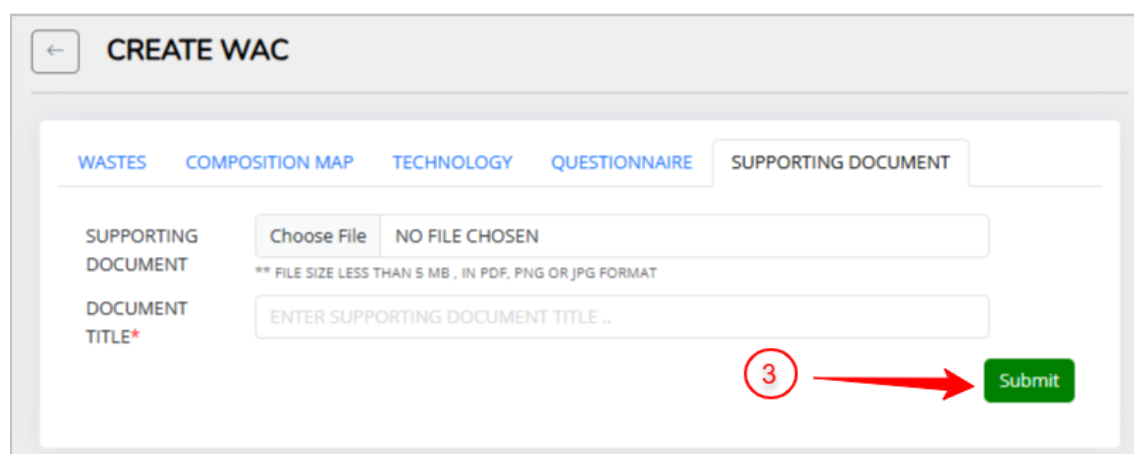 ← CREATE WAC
WASTES COMPOSITION MAP TECHNOLOGY QUESTIONNAIRE SUPPORTING DOCUMENT
SUPPORTING DOCUMENT
Choose File NO FILE CHOSEN
** FILE SIZE LESS THAN 5 MB , IN PDF, PNG OR JPG FORMAT
DOCUMENT TITLE*
ENTER SUPPORTING DOCUMENT TITLE ..
3
Submit